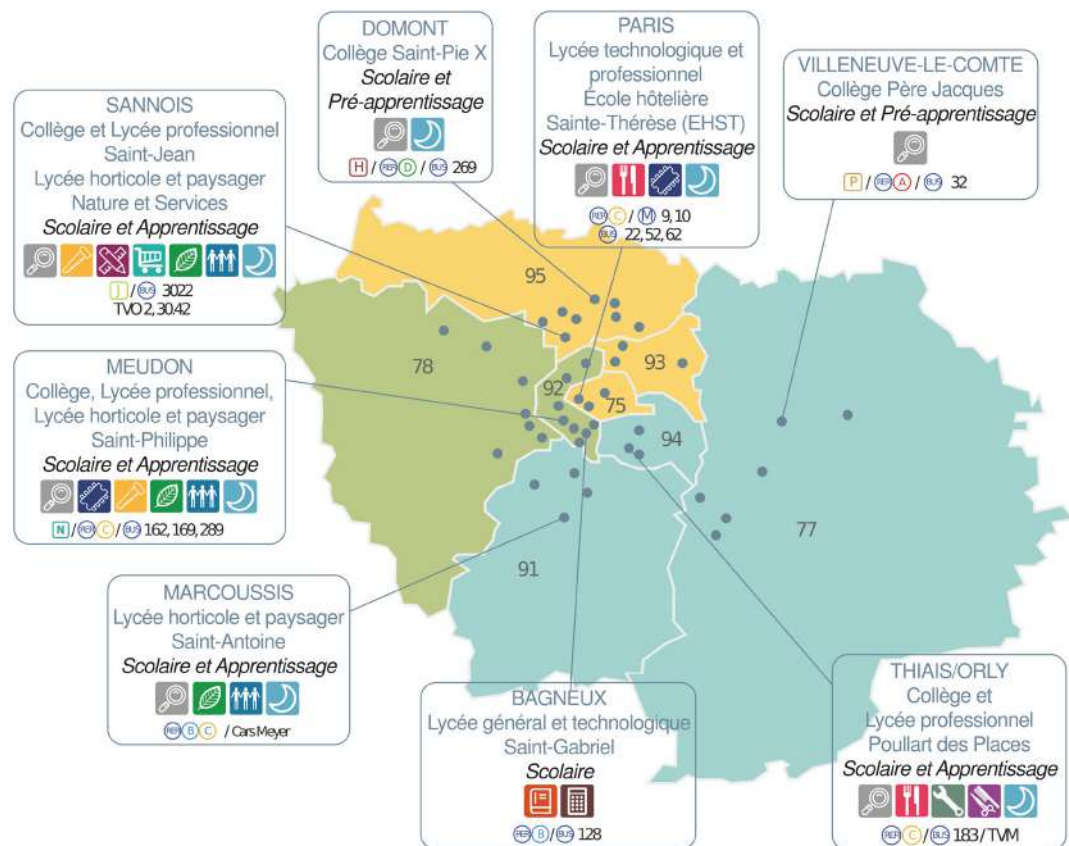 DOMONT
Collège Saint-Pie X
Scolaire et
Pré-apprentissage
H / RER D / BUS 269
PARIS
Lycée technologique et
professionnel
École hôtelière
Sainte-Thérèse (EHST)
Scolaire et Apprentissage
RER C / M 9, 10
BUS 22, 52, 62
VILLENEUVE-LE-COMTE
Collège Père Jacques
Scolaire et Pré-apprentissage
P / RER A / BUS 32
SANNOIS
Collège et Lycée professionnel
Saint-Jean
Lycée horticole et paysager
Nature et Services
Scolaire et Apprentissage
J / BUS 3022
TVO 2, 30.42
MEUDON
Collège, Lycée professionnel,
Lycée horticole et paysager
Saint-Philippe
Scolaire et Apprentissage
N / RER C / BUS 162, 169, 289
95
78
93
92
75
94
77
91
MARCOUSSIS
Lycée horticole et paysager
Saint-Antoine
Scolaire et Apprentissage
RER B C / Cars Meyer
BAGNEUX
Lycée général et technologique
Saint-Gabriel
Scolaire
RER B / BUS 128
THIAIS/ORLY
Collège et
Lycée professionnel
Poullart des Places
Scolaire et Apprentissage
RER C / BUS 183 / TVM